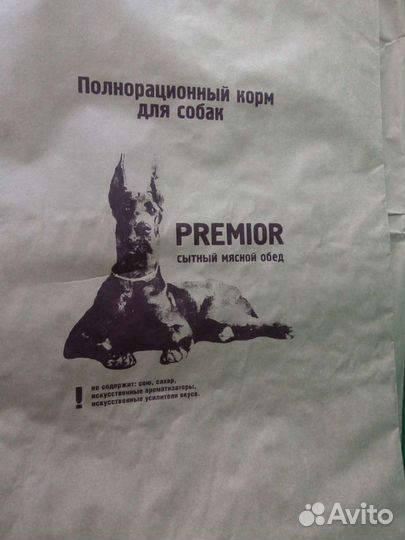 Полнорационный корм
для собак
PREMIOR
сытный мясной обед
! не содержит: сою, сахар,
искусственные ароматизаторы,
искусственные усилители вкуса.
Avito